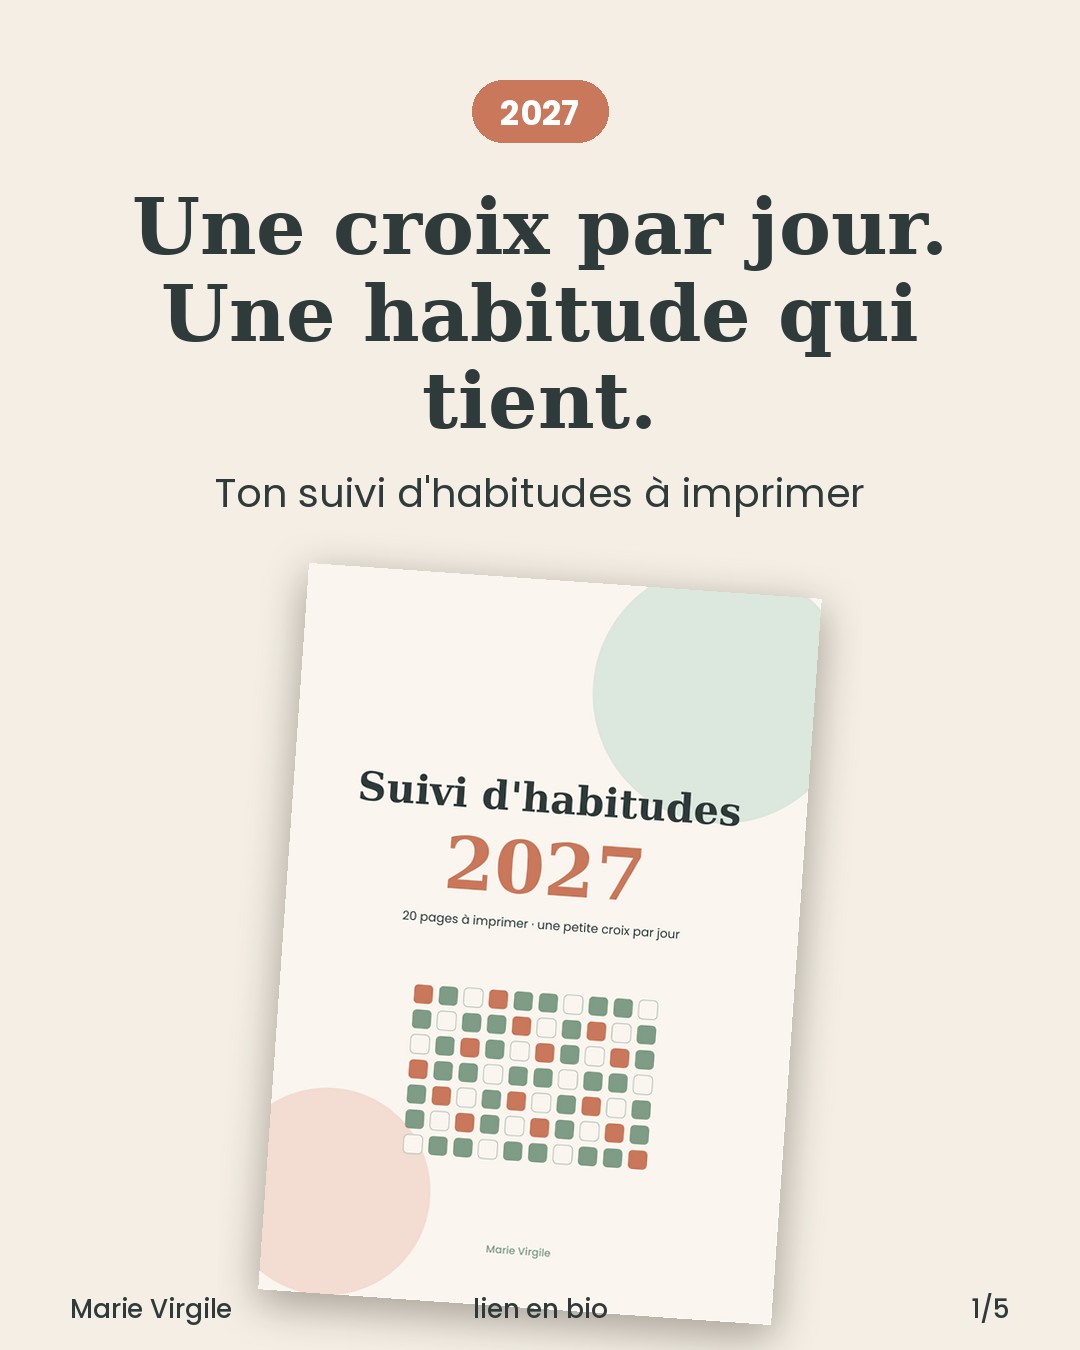 2027
Une croix par jour.
Une habitude qui
tient.
Ton suivi d'habitudes à imprimer
Suivi d'habitudes
2027
20 pages à imprimer · une petite croix par jour
Marie Virgile
Marie Virgile
lien en bio
1/5